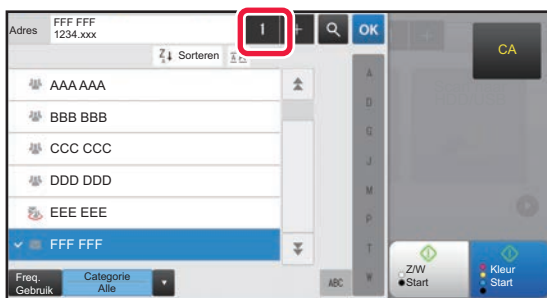 Adres
FFF FFF
1234.xxx
1
+
OK
CA
Sorteren
AAA AAA
BBB BBB
CCC CCC
DDD DDD
EEE EEE
FFF FFF
A
D
G
J
M
P
T
W
Freq.
Gebruik
Categorie
Alle
ABC
Z/W
Start
Kleur
Start